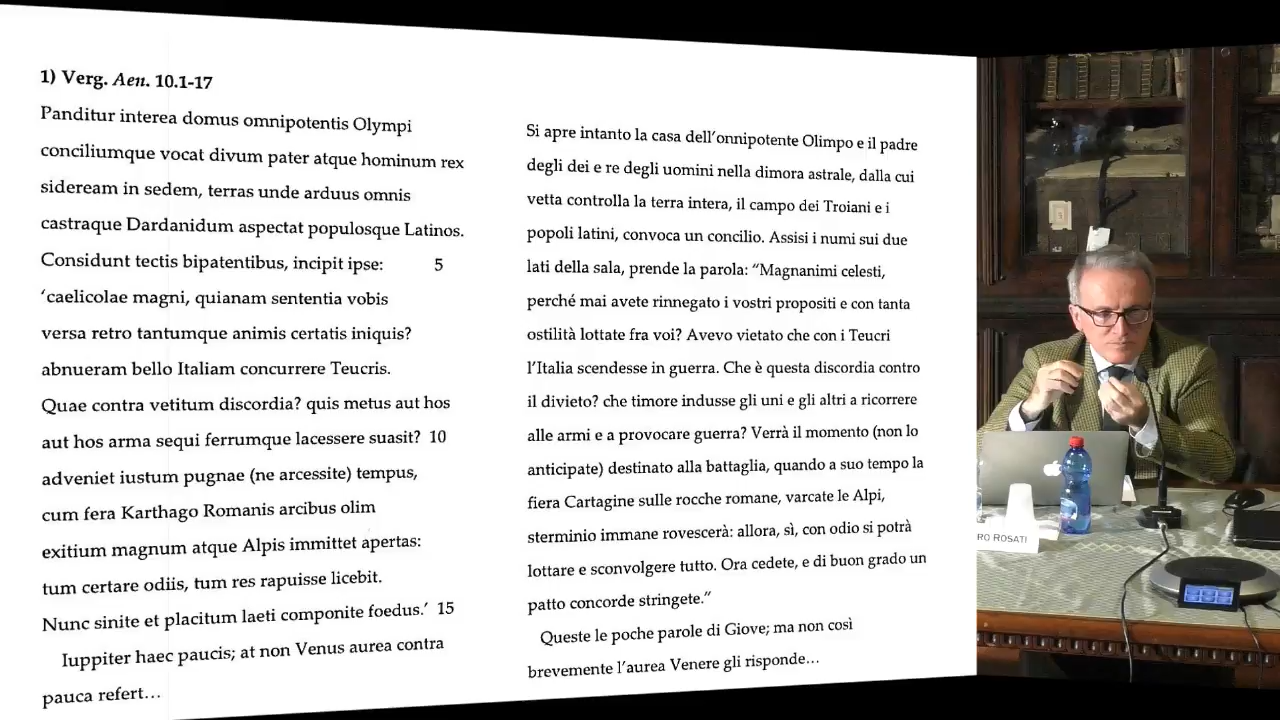 1) Verg. Aen. 10.1-17
Panditur interea domus omnipotentis Olympi
conciliumque vocat divum pater atque hominum rex
sideream in sedem, terras unde arduus omnis
castraque Dardanidum aspectat populosque Latinos.
Considunt tectis bipatentibus, incipit ipse: 5
‘caelicolae magni, quianam sententia vobis
versa retro tantumque animis certatis iniquis?
abnueram bello Italiam concurrere Teucris.
Quae contra vetitum discordia? quis metus aut hos
aut hos arma sequi ferrumque lacessere suasit? 10
adveniet iustum pugnae (ne arcessite) tempus,
cum fera Karthago Romanis arcibus olim
exitium magnum atque Alpis immittet apertas:
tum certare odiis, tum res rapuisse licebit.
Nunc sinite et placitum laeti componite foedus.’ 15
Iuppiter haec paucis; at non Venus aurea contra
pauca refert…
Si apre intanto la casa dell’onnipotente Olimpo e il padre
degli dei e re degli uomini nella dimora astrale, dalla cui
vetta controlla la terra intera, il campo dei Troiani e i
popoli latini, convoca un concilio. Assisi i numi sui due
lati della sala, prende la parola: “Magnanimi celesti,
perché mai avete rinnegato i vostri propositi e con tanta
ostilità lottate fra voi? Avevo vietato che con i Teucri
l’Italia scendesse in guerra. Che è questa discordia contro
il divieto? che timore indusse gli uni e gli altri a ricorrere
alle armi e a provocare guerra? Verrà il momento (non lo
anticipate) destinato alla battaglia, quando a suo tempo la
fiera Cartagine sulle rocche romane, varcate le Alpi,
sterminio immane rovescerà: allora, sì, con odio si potrà
lottare e sconvolgere tutto. Ora cedete, e di buon grado un
patto concorde stringete.”
Queste le poche parole di Giove; ma non così
brevemente l’aurea Venere gli risponde…
RO ROSATI